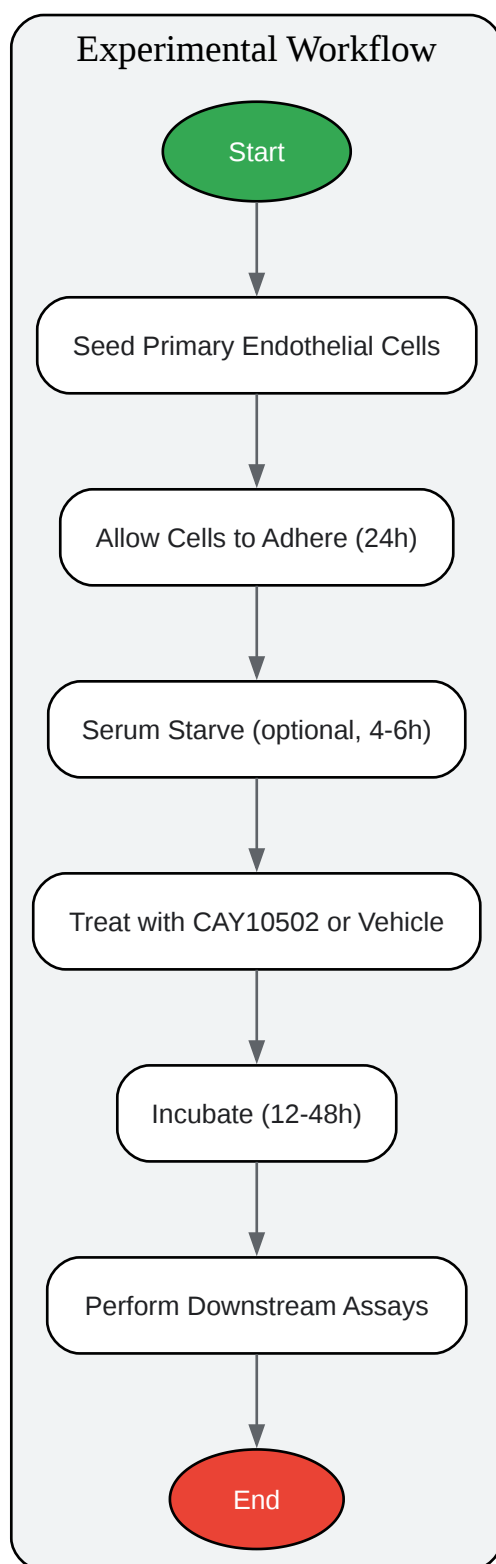 Experimental Workflow
Start
Seed Primary Endothelial Cells
Allow Cells to Adhere (24h)
Serum Starve (optional, 4-6h)
Treat with CAY10502 or Vehicle
Incubate (12-48h)
Perform Downstream Assays
End